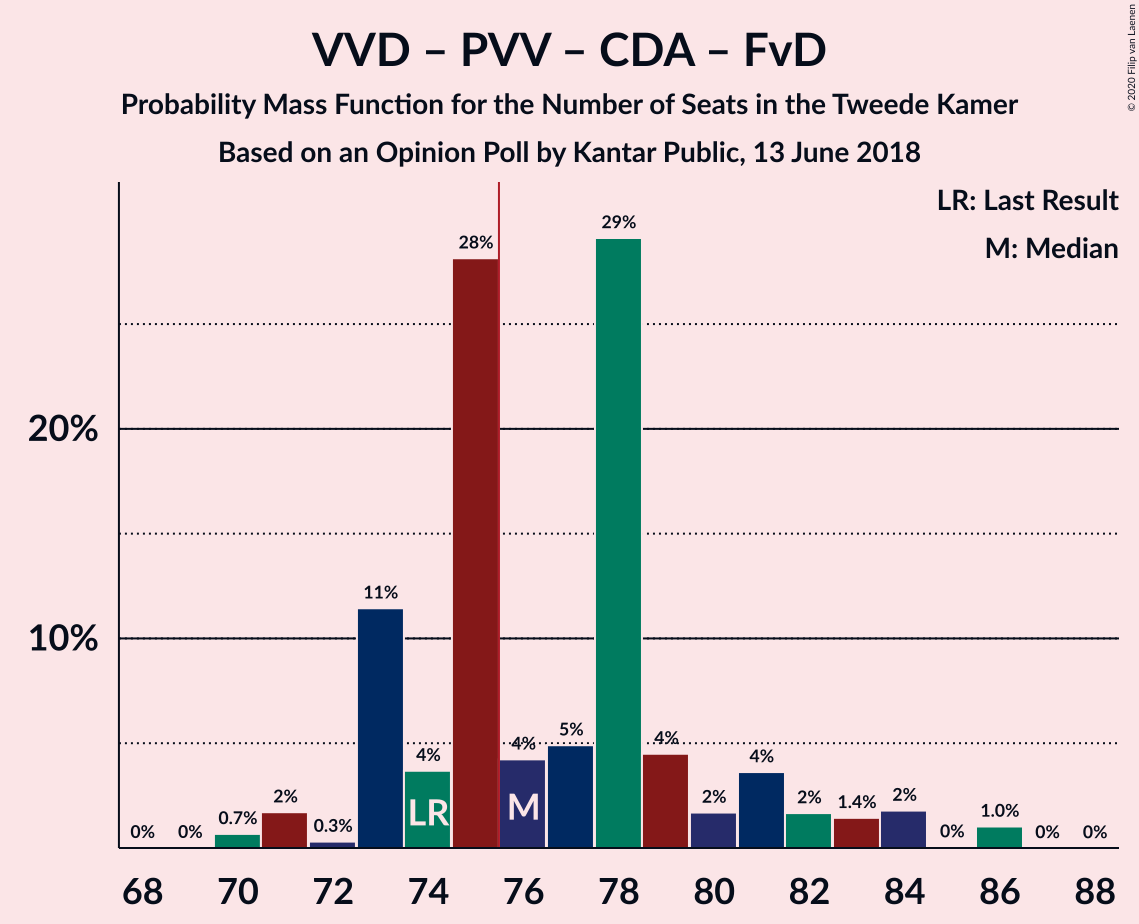 VVD – PVV – CDA – FvD
Probability Mass Function for the Number of Seats in the Tweede Kamer
Based on an Opinion Poll by Kantar Public, 13 June 2018
© 2020 Filip van Laenen
LR: Last Result
M: Median
20%
10%
0% 0% 0.7% 2% 0.3% 11% 4% 28% 4% 5% 29% 4% 2% 4% 2% 1.4% 2% 0% 1.0% 0% 0%
LR M
68 70 72 74 76 78 80 82 84 86 88